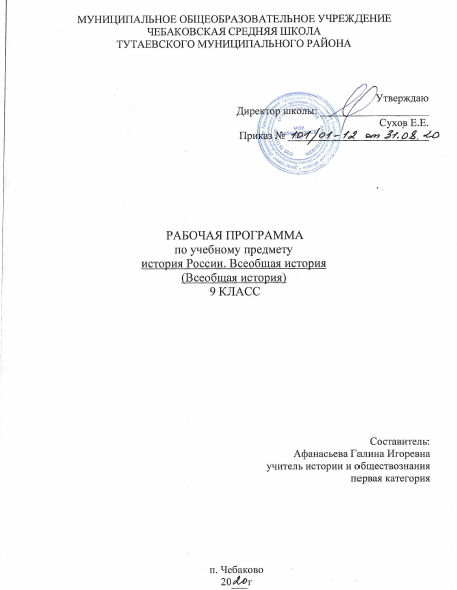 МУНИЦИПАЛЬНОЕ ОБЩЕОБРАЗОВАТЕЛЬНОЕ УЧРЕЖДЕНИЕ
ЧЕБАКОВСКАЯ СРЕДНЯЯ ШКОЛА
ТУТАЕВСКОГО МУНИЦИПАЛЬНОГО РАЙОНА
Утверждаю
Директор школы:
Сухов Е.Е.
Приказ № 101/01-12 от 31.08.20
РАБОЧАЯ ПРОГРАММА
по учебному предмету
история России. Всеобщая история
(Всеобщая история)
9 КЛАСС
Составитель:
Афанасьева Галина Игоревна
учитель истории и обществознания
первая категория
п. Чебаково
2020г